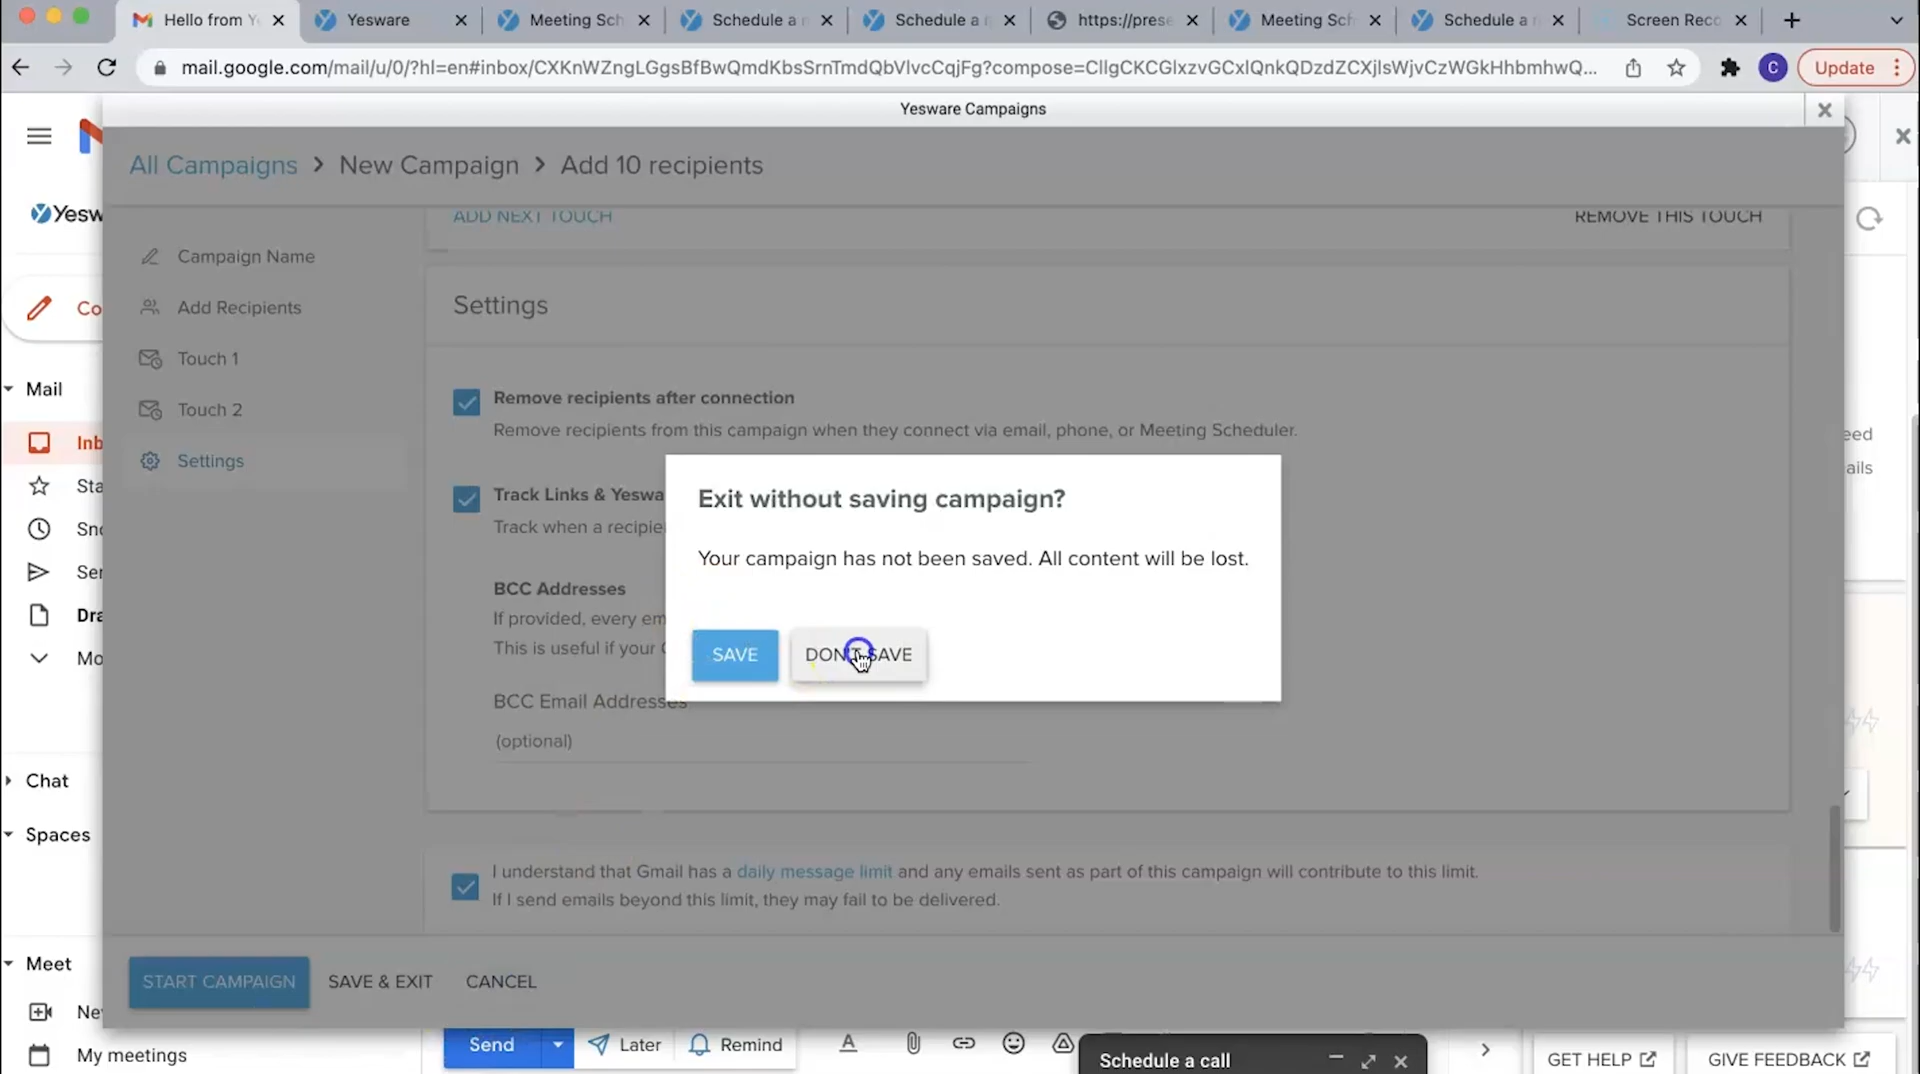 Hello from Y
Yesware
Meeting Sch
Schedule a
Schedule a
https://prese
Meeting Sch
Schedule a
Screen Reco
mail.google.com/mail/u/0/?hl=en#inbox/CXKnWZngLGgsBfBwQmdKbsSrnTmdQbVlvcCqjFg?compose=CllgCKCGlxzvGCxlQnkQDzdZCXjlsWjvCzWGkHhbmhwQ...
C
Update
Yesware Campaigns
All Campaigns > New Campaign > Add 10 recipients
Yesw
ADD NEXT TOUCH
REMOVE THIS TOUCH
Campaign Name
Add Recipients
Touch 1
Touch 2
Settings
Co
Mail
Inb
Sta
Sno
Ser
Dra
Mo
Chat
Spaces
Meet
Nev
My meetings
Settings
Remove recipients after connection
Remove recipients from this campaign when they connect via email, phone, or Meeting Scheduler.
Track Links & Yeswa
Track when a recipie
BCC Addresses
If provided, every em
This is useful if your
BCC Email Addresses
(optional)
Exit without saving campaign?
Your campaign has not been saved. All content will be lost.
SAVE
DON'T SAVE
eed
ails
I understand that Gmail has a daily message limit and any emails sent as part of this campaign will contribute to this limit.
If I send emails beyond this limit, they may fail to be delivered.
START CAMPAIGN
SAVE & EXIT
CANCEL
Send
Later
Remind
Schedule a call
GET HELP
GIVE FEEDBACK